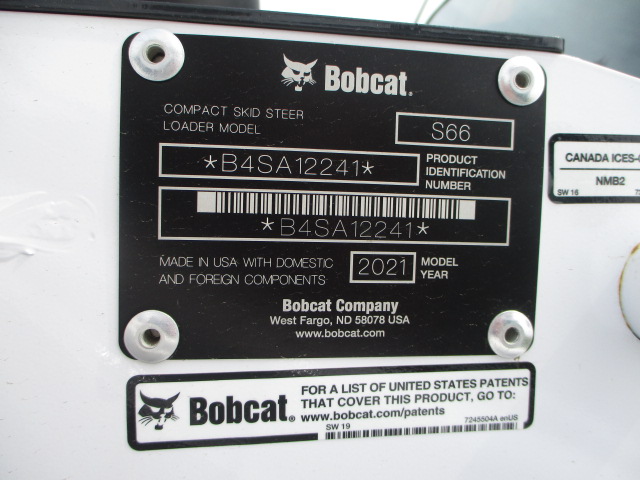 Bobcat.
COMPACT SKID STEER
LOADER MODEL
S66
*B4SA12241*
PRODUCT
IDENTIFICATION
NUMBER
*B4SA12241*
MADE IN USA WITH DOMESTIC
AND FOREIGN COMPONENTS
2021
MODEL
YEAR
Bobcat Company
West Fargo, ND 58078 USA
www.bobcat.com
CANADA ICES-
NMB2
SW 16
Bobcat.
FOR A LIST OF UNITED STATES PATENTS
THAT COVER THIS PRODUCT, GO TO:
www.bobcat.com/patents
SW 19
7245504A enUS